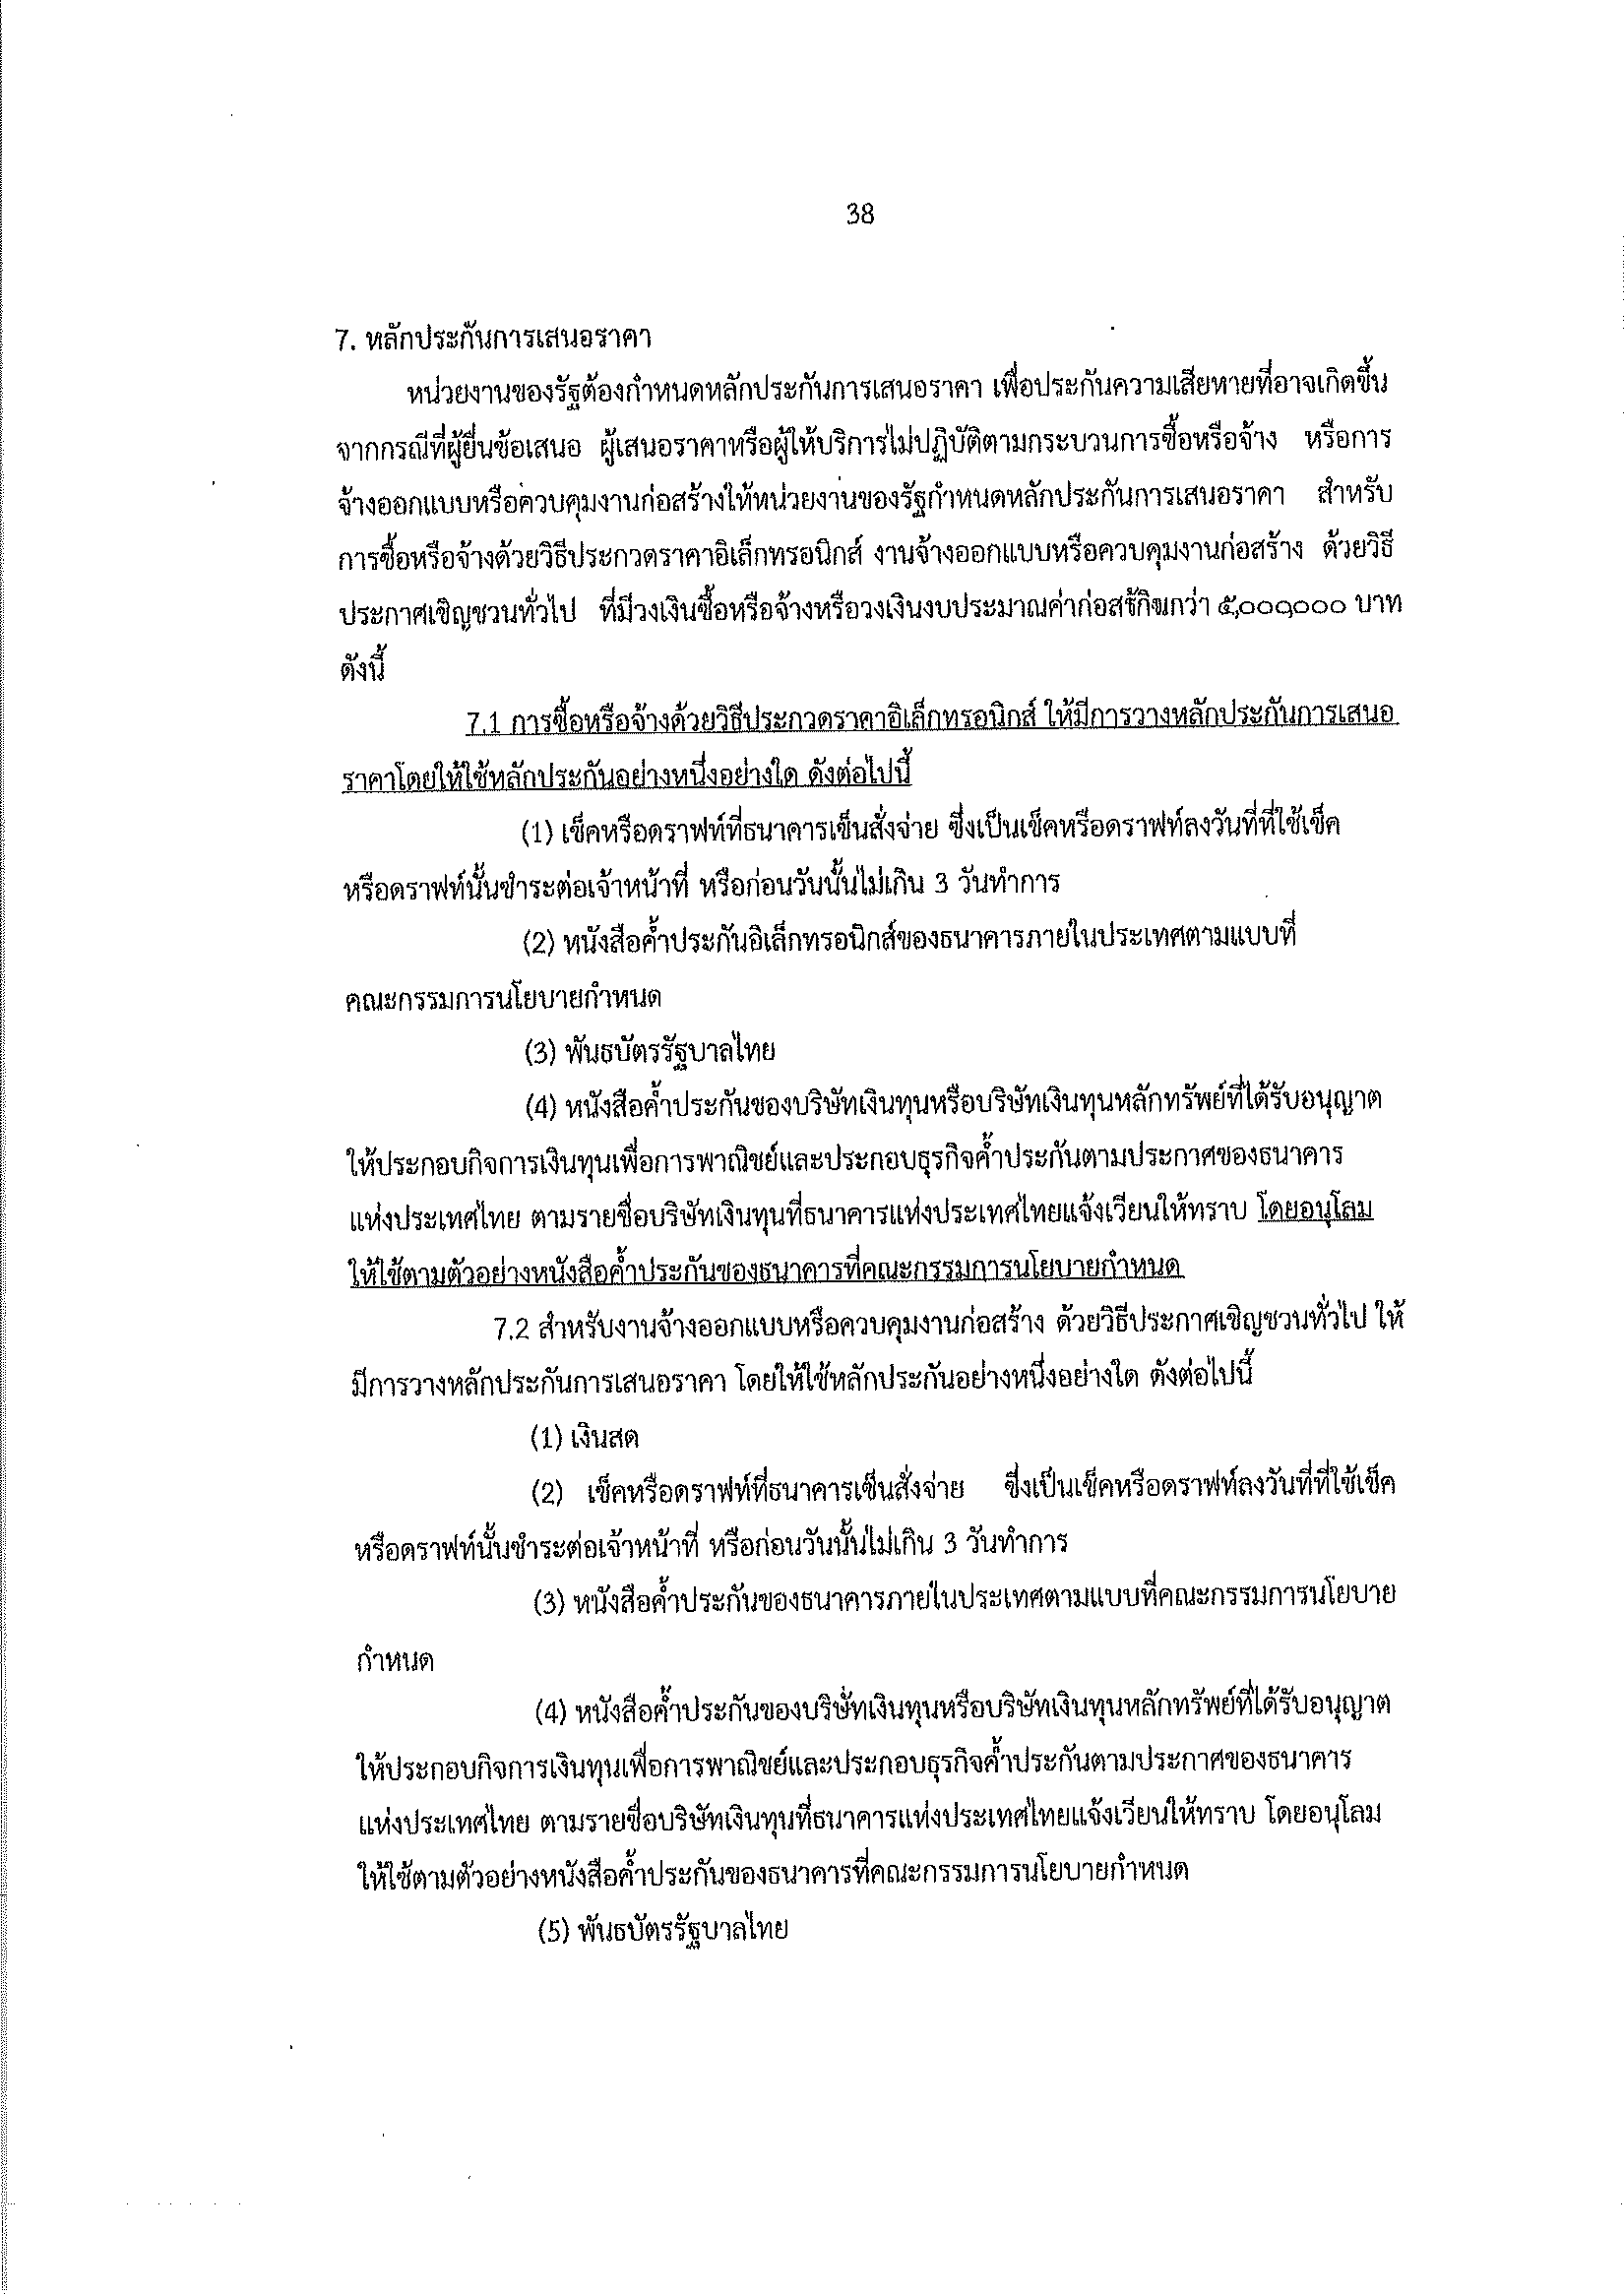 38
7. หลักประกันการเสนอราคา
หน่วยงานของรัฐต้องกำหนดหลักประกันการเสนอราคา เพื่อประกันความเสียหายที่อาจเกิดขึ้น
จากกรณีที่ผู้ยื่นข้อเสนอ ผู้เสนอราคาหรือผู้ให้บริการไม่ปฏิบัติตามกระบวนการซื้อหรือจ้าง หรือการ
จ้างออกแบบหรือควบคุมงานก่อสร้างให้หน่วยงานของรัฐกำหนดหลักประกันการเสนอราคา สำหรับ
การซื้อหรือจ้างด้วยวิธีประกวดราคาอิเล็กทรอนิกส์ งานจ้างออกแบบหรือควบคุมงานก่อสร้าง ด้วยวิธี
ประกาศเชิญชวนทั่วไป ที่มีวงเงินซื้อหรือจ้างหรือวงเงินงบประมาณค่าก่อ ๕,๐๐๐,๐๐๐ บาท
ดังนี้
7.1 การซื้อหรือจ้างด้วยวิธีประกวดราคาอิเล็กทรอนิกส์ ให้มีการวางหลักประกันการเสนอ
ราคาโดยให้ใช้หลักประกันอย่างหนึ่งอย่างใด ดังต่อไปนี้
(1) เช็คหรือดราฟท์ที่ธนาคารเซ็นสั่งจ่าย ซึ่งเป็นเช็คหรือดราฟท์ลงวันที่ที่ใช้เช็ค
หรือดราฟท์นั้นชำระต่อเจ้าหน้าที่ หรือก่อนวันนั้นไม่เกิน 3 วันทำการ
(2) หนังสือค้ำประกันอิเล็กทรอนิกส์ของธนาคารภายในประเทศตามแบบที่
คณะกรรมการนโยบายกำหนด
(3) พันธบัตรรัฐบาลไทย
(4) หนังสือค้ำประกันของบริษัทเงินทุนหรือบริษัทเงินทุนหลักทรัพย์ที่ได้รับอนุญาต
ให้ประกอบกิจการเงินทุนเพื่อการพาณิชย์และประกอบธุรกิจค้ำประกันตามประกาศของธนาคาร
แห่งประเทศไทย ตามรายชื่อบริษัทเงินทุนที่ธนาคารแห่งประเทศไทยแจ้งเวียนให้ทราบ โดยอนุโลม
ให้ใช้ตามตัวอย่างหนังสือค้ำประกันของธนาคารที่คณะกรรมการนโยบายกำหนด
7.2 สำหรับงานจ้างออกแบบหรือควบคุมงานก่อสร้าง ด้วยวิธีประกาศเชิญชวนทั่วไป ให้
มีการวางหลักประกันการเสนอราคา โดยให้ใช้หลักประกันอย่างหนึ่งอย่างใด ดังต่อไปนี้
(1) เงินสด
(2) เช็คหรือดราฟท์ที่ธนาคารเซ็นสั่งจ่าย ซึ่งเป็นเช็คหรือดราฟท์ลงวันที่ที่ใช้เช็ค
หรือดราฟท์นั้นชำระต่อเจ้าหน้าที่ หรือก่อนวันนั้นไม่เกิน 3 วันทำการ
(3) หนังสือค้ำประกันของธนาคารภายในประเทศตามแบบที่คณะกรรมการนโยบาย
กำหนด
(4) หนังสือค้ำประกันของบริษัทเงินทุนหรือบริษัทเงินทุนหลักทรัพย์ที่ได้รับอนุญาต
ให้ประกอบกิจการเงินทุนเพื่อการพาณิชย์และประกอบธุรกิจค้ำประกันตามประกาศของธนาคาร
แห่งประเทศไทย ตามรายชื่อบริษัทเงินทุนที่ธนาคารแห่งประเทศไทยแจ้งเวียนให้ทราบ โดยอนุโลม
ให้ใช้ตามตัวอย่างหนังสือค้ำประกันของธนาคารที่คณะกรรมการนโยบายกำหนด
(5) พันธบัตรรัฐบาลไทย